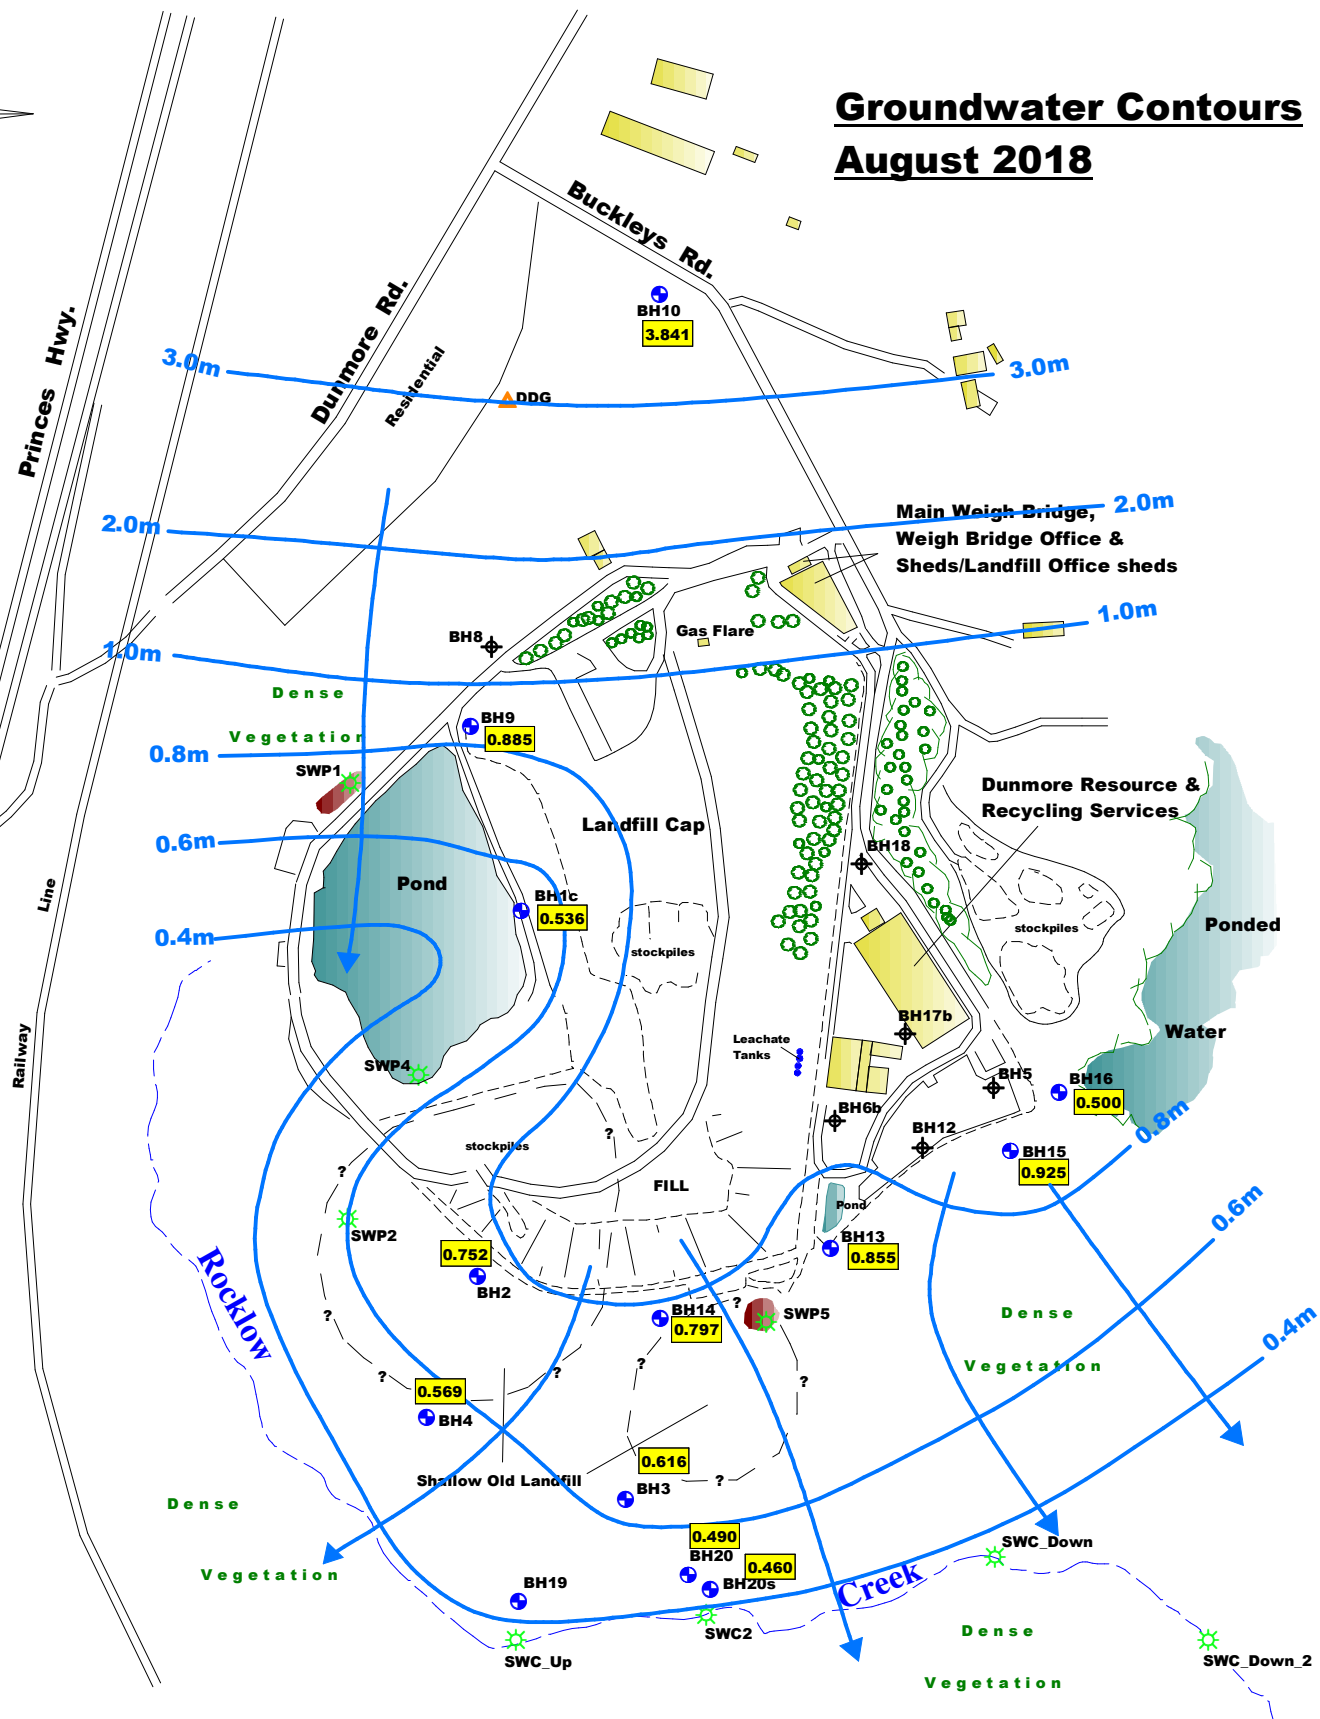 Groundwater Contours
August 2018
Buckleys Rd.
Princes Hwy.
Dunmore Rd.
Residential
BH10
3.841
3.0m
3.0m
DDG
2.0m
2.0m
Main Weigh Bridge,
Weigh Bridge Office &
Sheds/Landfill Office sheds
1.0m
1.0m
BH8
Gas Flare
Dense
Vegetation
BH9
0.885
0.8m
SWP1
Dunmore Resource &
Recycling Services
Landfill Cap
0.6m
BH18
Pond
Line
BH1c
0.536
0.4m
stockpiles
stockpiles
Ponded
Water
BH17b
Leachate
Tanks
Railway
SWP4
BH5
BH16
0.500
BH6b
BH12
0.8m
stockpiles
?
?
BH15
0.925
FILL
Pond
0.6m
SWP2
BH13
0.855
0.752
BH2
Rocklow
?
BH14
0.797
?
SWP5
Dense
Vegetation
0.4m
?
?
?
?
0.569
BH4
Shallow Old Landfill
0.616
?
BH3
Dense
Vegetation
0.490
BH20
0.460
BH20s
BH19
Creek
SWC_Down
SWC2
SWC_Up
Dense
Vegetation
SWC_Down_2